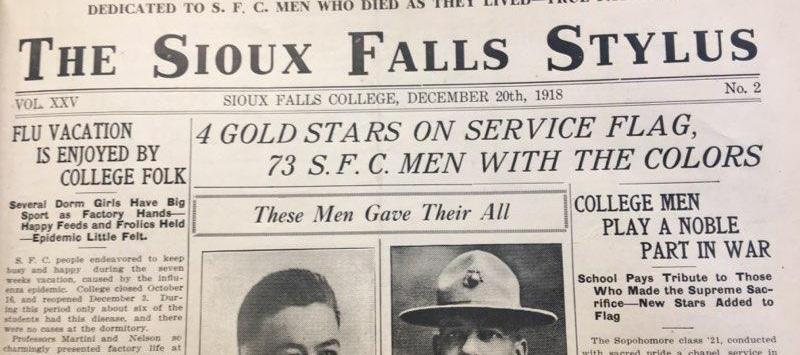 DEDICATED TO S. F. C. MEN WHO DIED AS THEY LIVED—TRUE
THE SIOUX FALLS STYLUS
VOL. XXV SIOUX FALLS COLLEGE, DECEMBER 20th, 1918 No. 2
FLU VACATION
IS ENJOYED BY
COLLEGE FOLK
Several Dorm Girls Have Big
Sport as Factory Hands—
Happy Feeds and Frolics Held
—Epidemic Little Felt.
S. F. C. people endeavored to keep
busy and happy during the seven
weeks vacation, caused by the influ-
enza epidemic. College closed October
16, and reopened December 2. Dur-
ing this period only about six of the
students had this disease, and there
were no cases at the dormitory.
Professors Martini and Nelson so
charmingly presented factory life at
4 GOLD STARS ON SERVICE FLAG,
73 S. F. C. MEN WITH THE COLORS
These Men Gave Their All
COLLEGE MEN
PLAY A NOBLE
PART IN WAR
School Pays Tribute to Those
Who Made the Supreme Sac-
rifice—New Stars Added to
Flag
The Sopohomore class '21, conducted
with sacred pride a chapel service in